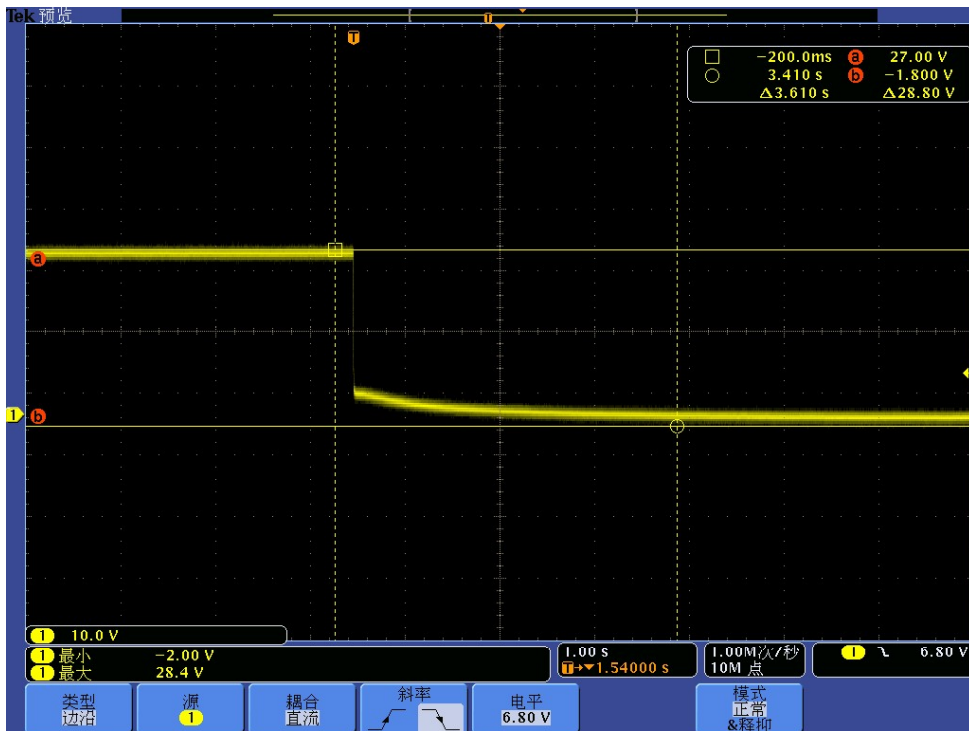 Tek 预览
T
T
-200.0ms a 27.00 V
3.410 s b -1.800 V
Δ3.610 s Δ28.80 V
a
1 b
1 10.0 V
1 最小 -2.00 V
1 最大 28.4 V
1.00 S
T→▼1.54000 s
1.00M次/秒
10M 点
1 6.80 V
类型
边沿
源
1
耦合
直流
斜率
电平
6.80 V
模式
正常
&释抑